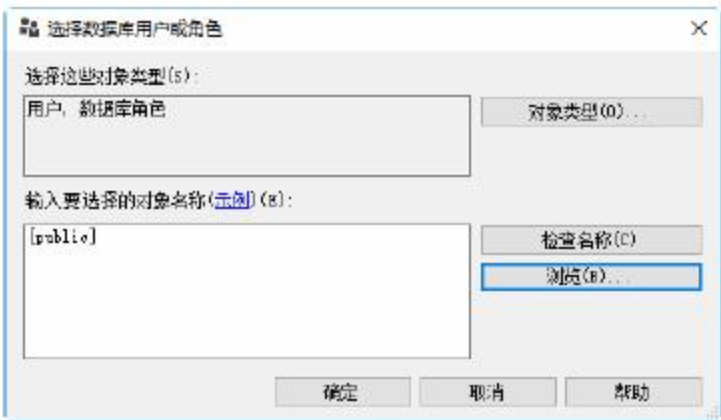 选择数据库用户或角色
选择这些对象类型(S):
用户, 数据库角色
对象类型(O)...
输入要选择的对象名称(示例)(E):
[public]
检查名称(C)
浏览(B)...
确定
取消
帮助